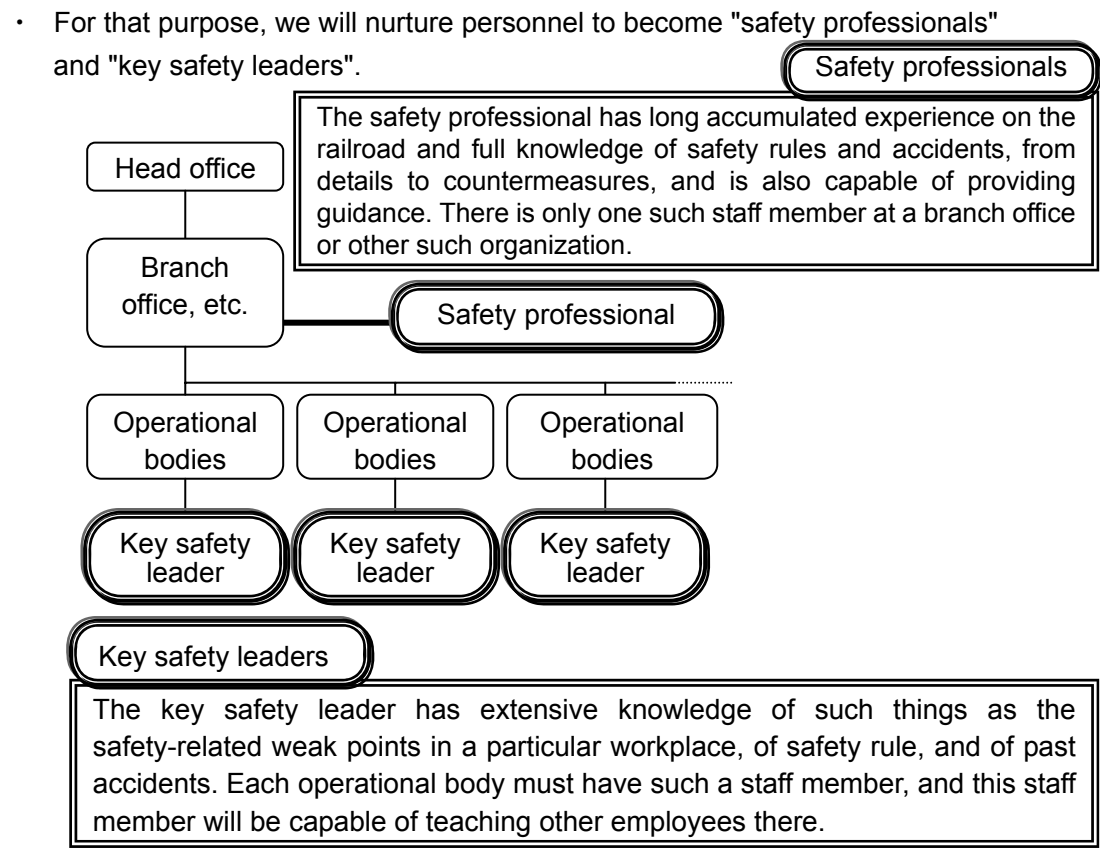 ・ For that purpose, we will nurture personnel to become "safety professionals"
and "key safety leaders".
Safety professionals
The safety professional has long accumulated experience on the
railroad and full knowledge of safety rules and accidents, from
details to countermeasures, and is also capable of providing
guidance. There is only one such staff member at a branch office
or other such organization.
Head office
Branch
office, etc.
Safety professional
Operational
bodies
Operational
bodies
Operational
bodies
Key safety
leader
Key safety
leader
Key safety
leader
Key safety leaders
The key safety leader has extensive knowledge of such things as the
safety-related weak points in a particular workplace, of safety rule, and of past
accidents. Each operational body must have such a staff member, and this staff
member will be capable of teaching other employees there.